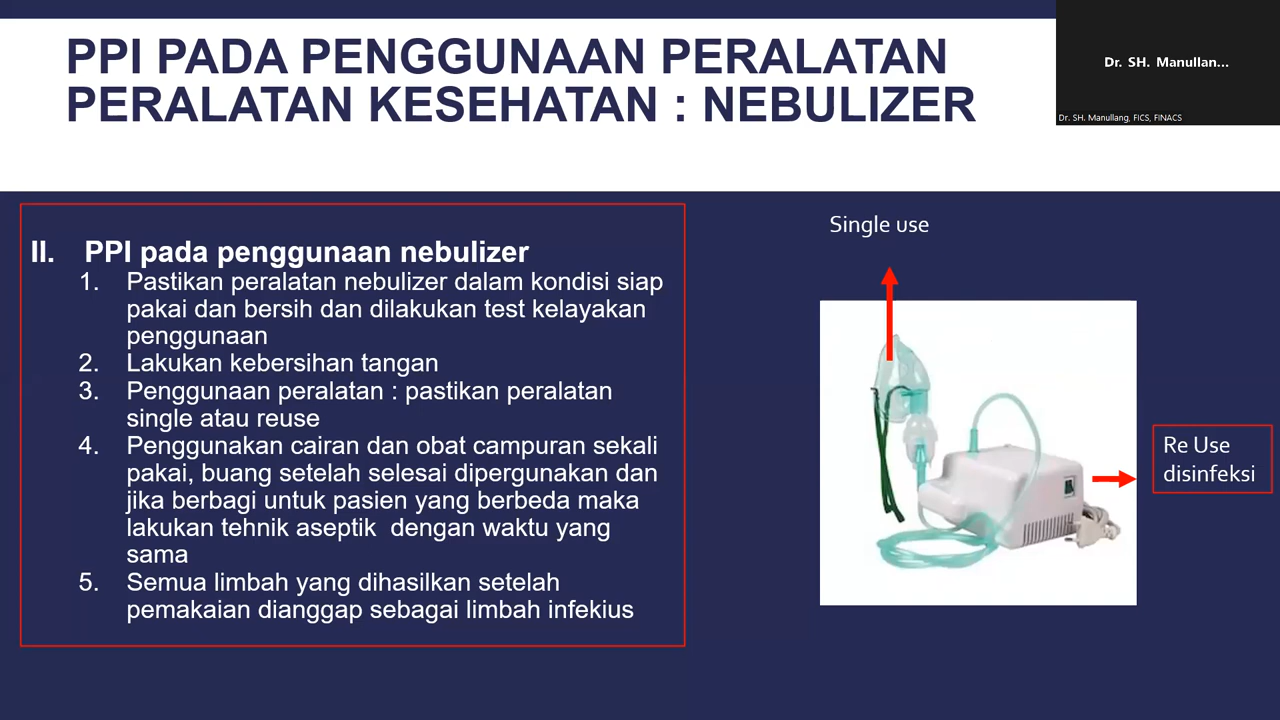 PPI PADA PENGGUNAAN PERALATAN
PERALATAN KESEHATAN : NEBULIZER
Dr. SH. Manullan...
Dr. SH. Manullang, FICS, FINACS
II. PPI pada penggunaan nebulizer
1. Pastikan peralatan nebulizer dalam kondisi siap
pakai dan bersih dan dilakukan test kelayakan
penggunaan
2. Lakukan kebersihan tangan
3. Penggunaan peralatan : pastikan peralatan
single atau reuse
4. Penggunakan cairan dan obat campuran sekali
pakai, buang setelah selesai dipergunakan dan
jika berbagi untuk pasien yang berbeda maka
lakukan tehnik aseptik dengan waktu yang
sama
5. Semua limbah yang dihasilkan setelah
pemakaian dianggap sebagai limbah infekius
Single use
Re Use
disinfeksi